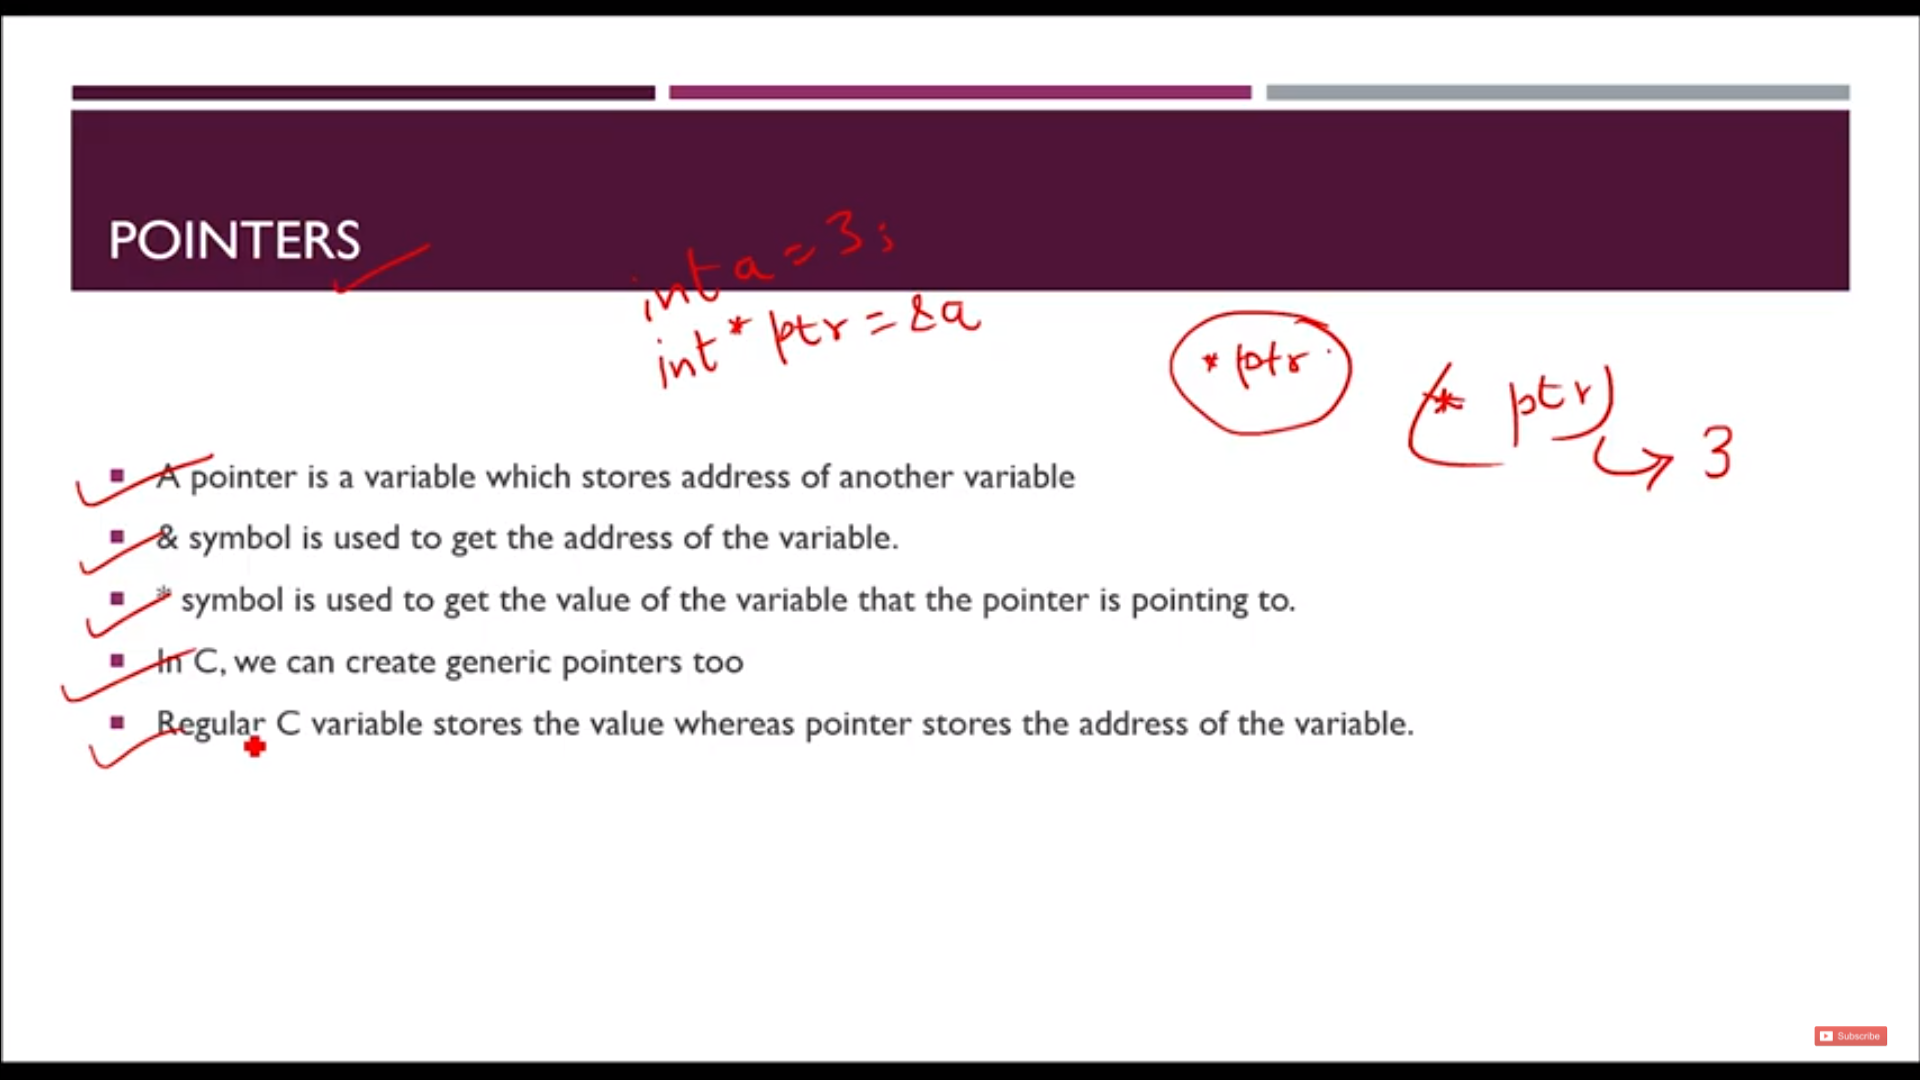 POINTERS
int a = 3;
int * ptr = &a
* ptr
(* ptr)
3
A pointer is a variable which stores address of another variable
& symbol is used to get the address of the variable.
* symbol is used to get the value of the variable that the pointer is pointing to.
In C, we can create generic pointers too
Regular C variable stores the value whereas pointer stores the address of the variable.
Subscribe